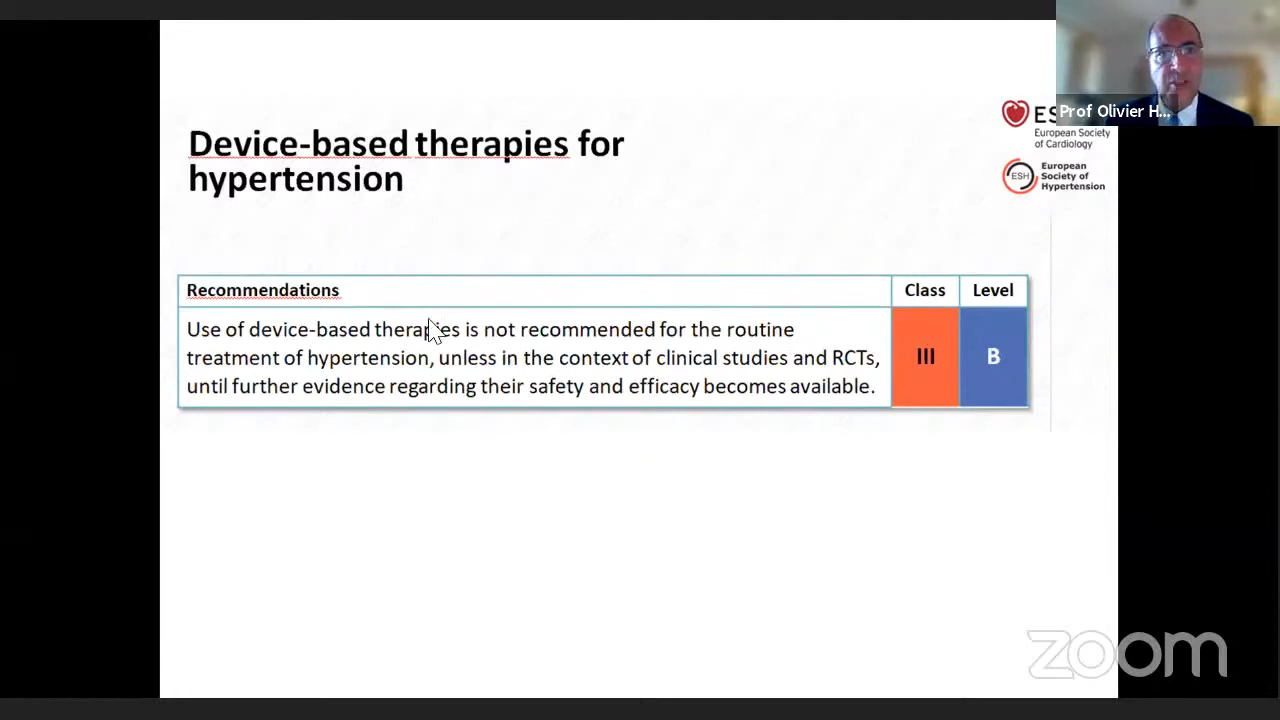 Prof Olivier H...
Device-based therapies for
hypertension
ES
European Society
of Cardiology
ESH
European
Society of
Hypertension
Recommendations Class Level
Use of device-based therapies is not recommended for the routine
treatment of hypertension, unless in the context of clinical studies and RCTs,
until further evidence regarding their safety and efficacy becomes available.
III B
zoom